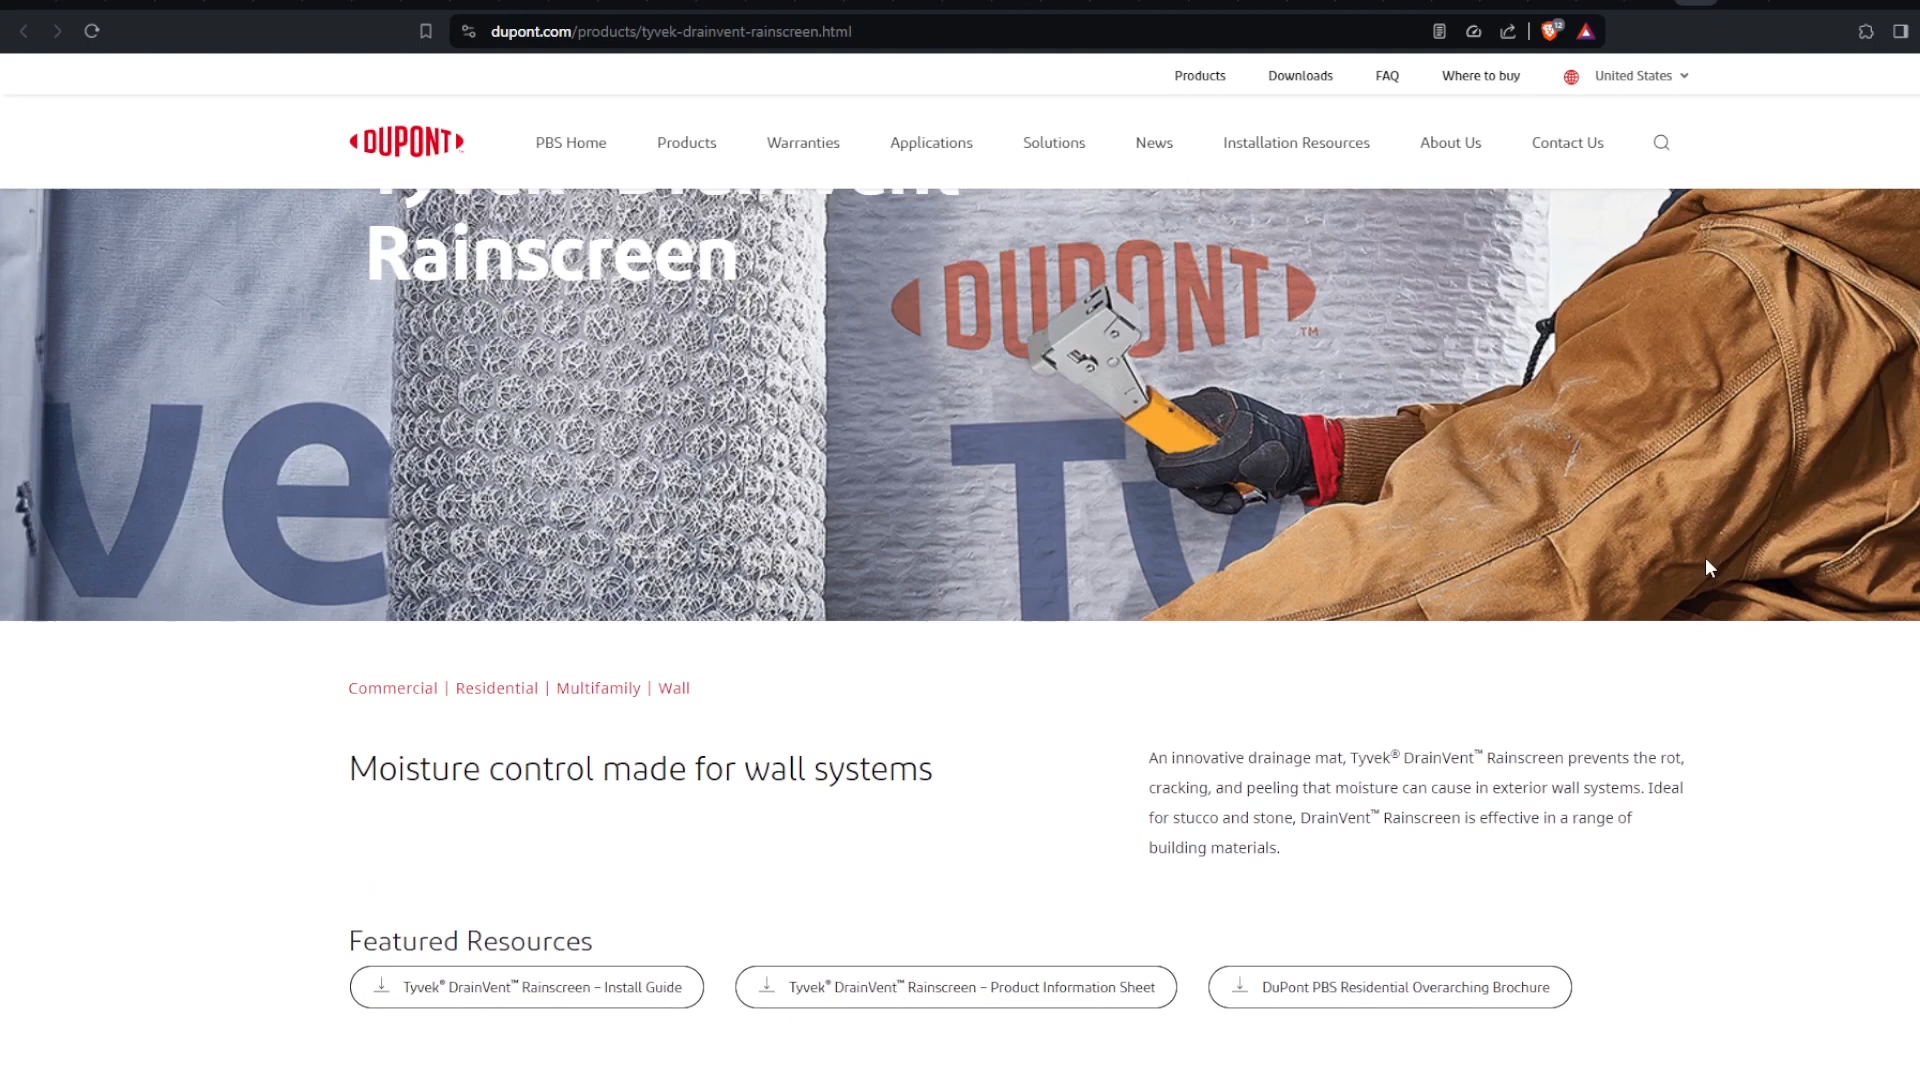 dupont.com/products/tyvek-drainvent-rainscreen.html
12
Products
Downloads
FAQ
Where to buy
United States
DUPONT
PBS Home
Products
Warranties
Applications
Solutions
News
Installation Resources
About Us
Contact Us
Rainscreen
DUPONT™
ve
Ty
Commercial | Residential | Multifamily | Wall
Moisture control made for wall systems
An innovative drainage mat, Tyvek® DrainVent™ Rainscreen prevents the rot,
cracking, and peeling that moisture can cause in exterior wall systems. Ideal
for stucco and stone, DrainVent™ Rainscreen is effective in a range of
building materials.
Featured Resources
Tyvek® DrainVent™ Rainscreen – Install Guide
Tyvek® DrainVent™ Rainscreen – Product Information Sheet
DuPont PBS Residential Overarching Brochure